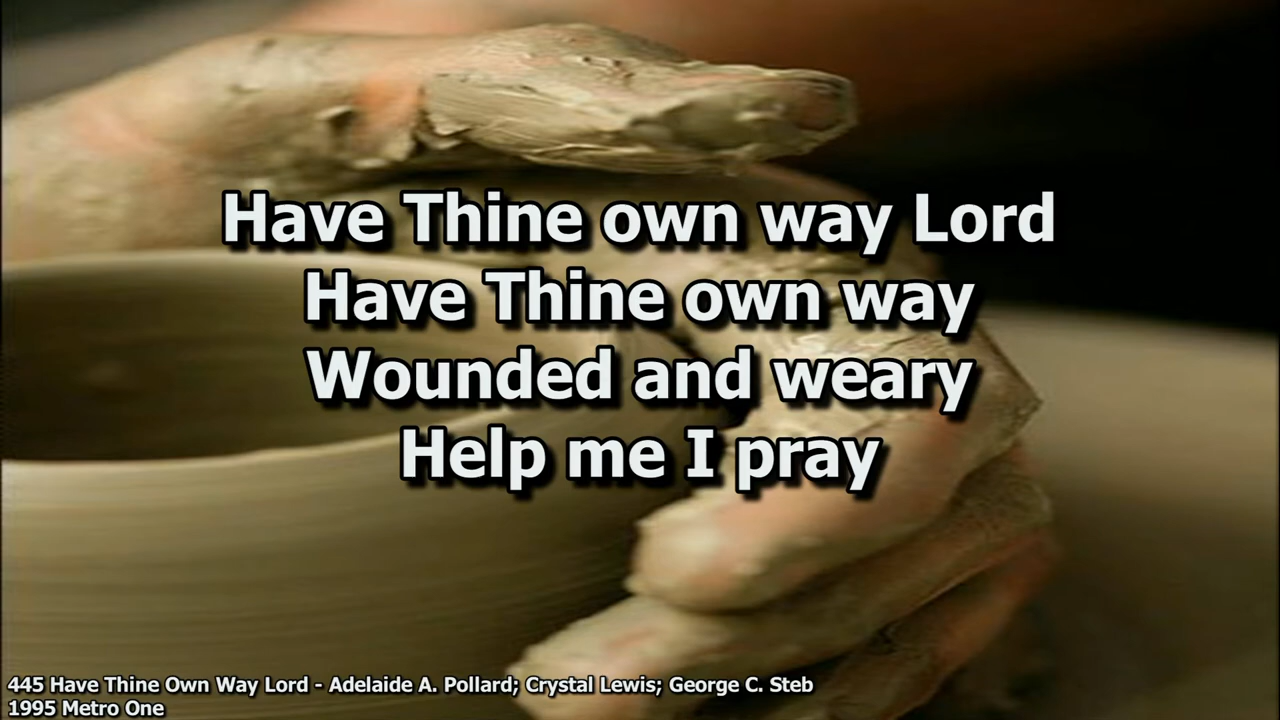 Have Thine own way Lord
Have Thine own way
Wounded and weary
Help me I pray
445 Have Thine Own Way Lord - Adelaide A. Pollard; Crystal Lewis; George C. Steb
1995 Metro One